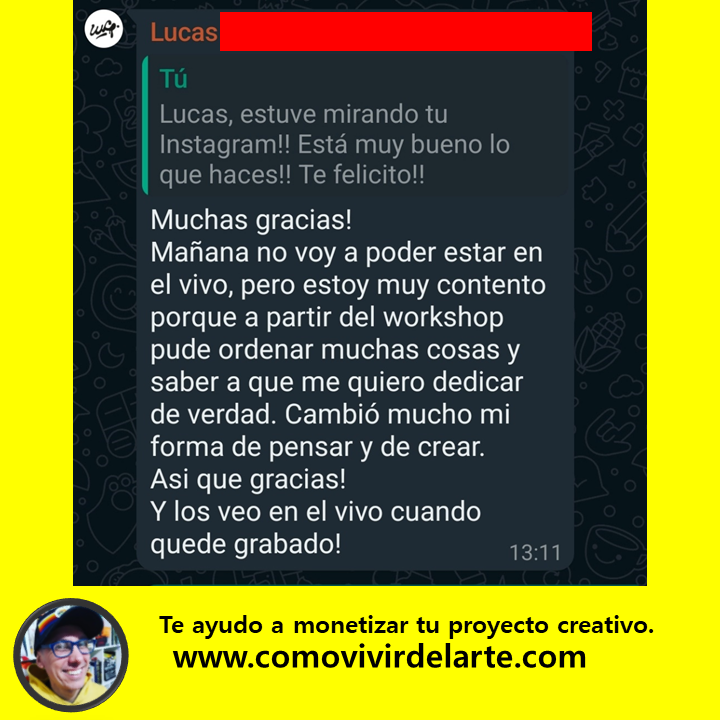 Lucas
Tú
Lucas, estuve mirando tu
Instagram!! Está muy bueno lo
que haces!! Te felicito!!
Muchas gracias!
Mañana no voy a poder estar en
el vivo, pero estoy muy contento
porque a partir del workshop
pude ordenar muchas cosas y
saber a que me quiero dedicar
de verdad. Cambió mucho mi
forma de pensar y de crear.
Asi que gracias!
Y los veo en el vivo cuando
quede grabado!
13:11
Te ayudo a monetizar tu proyecto creativo.
www.comovivirdelarte.com